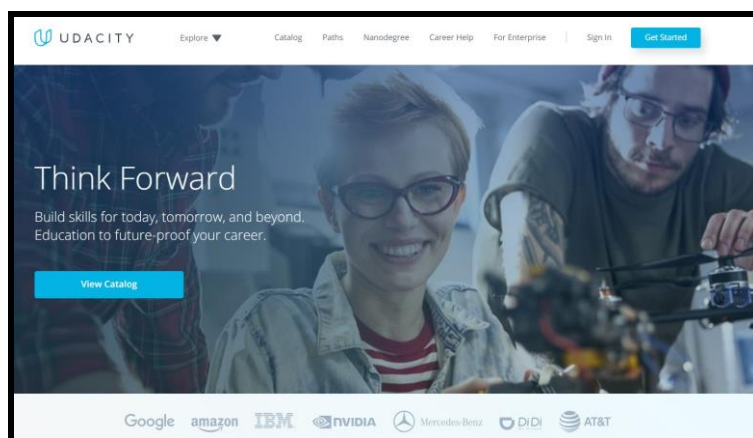 UDACITY Explore Catalog Paths Nanodegree Career Help For Enterprise Sign In Get Started
Think Forward
Build skills for today, tomorrow, and beyond.
Education to future-proof your career.
View Catalog
Google amazon IBM NVIDIA Mercedes-Benz DiDi AT&T